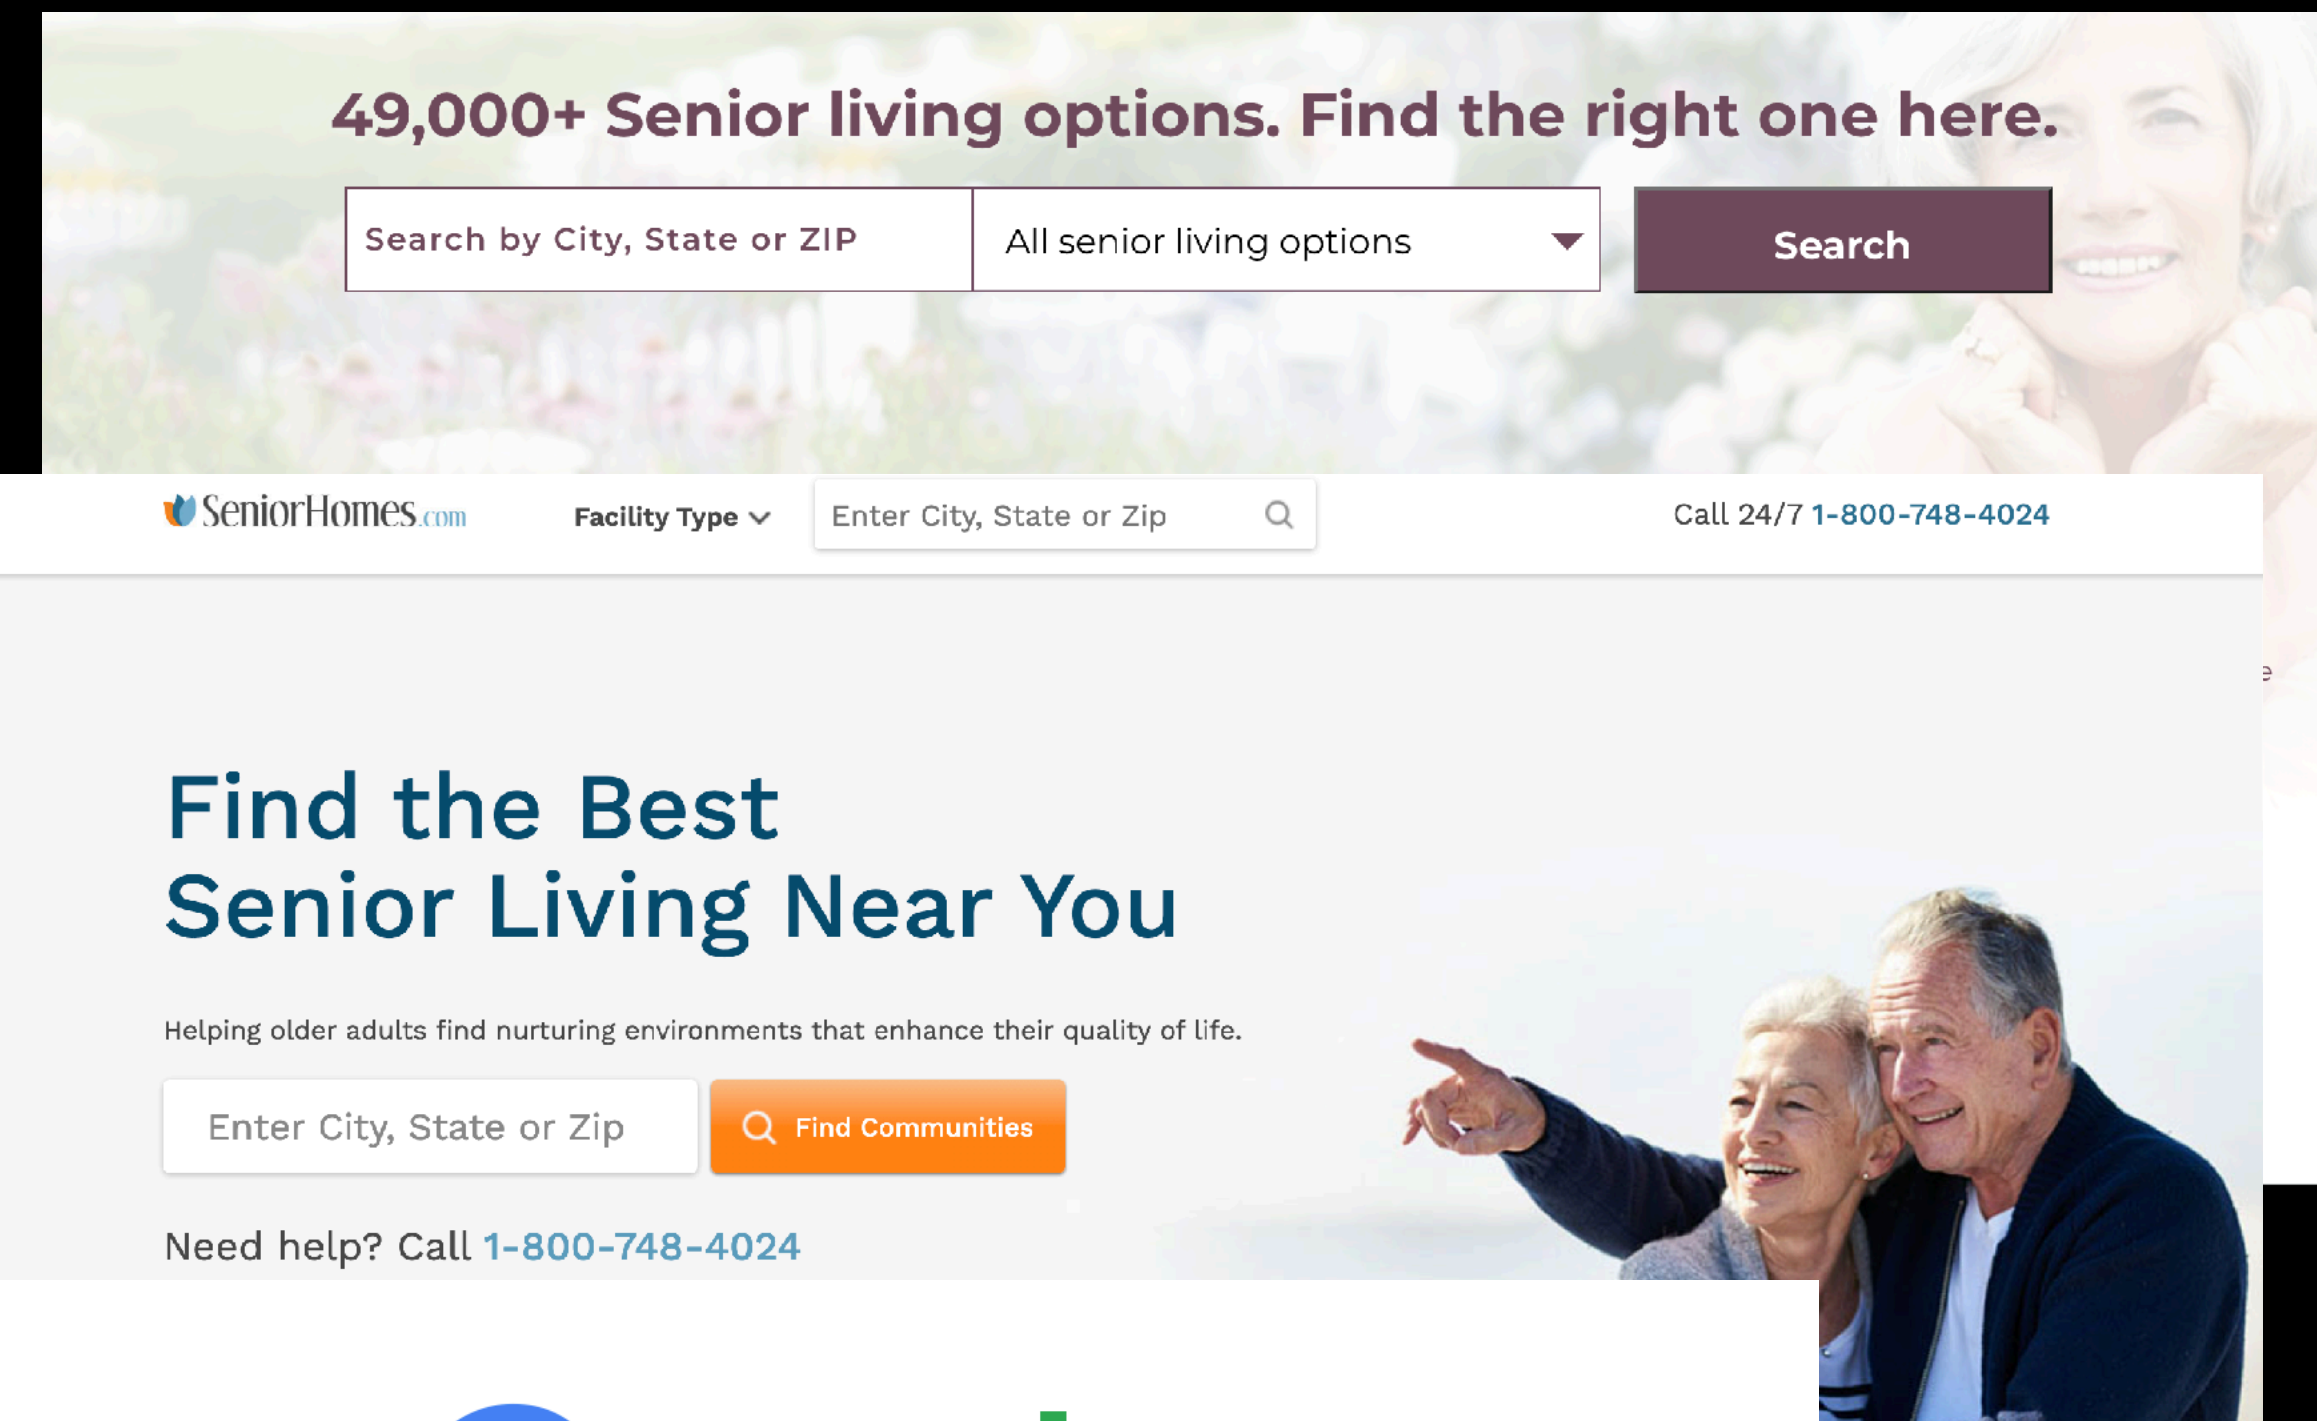 49,000+ Senior living options. Find the right one here.
Search by City, State or ZIP
All senior living options
Search
SeniorHomes.com
Facility Type
Enter City, State or Zip
Call 24/7 1-800-748-4024
e
Find the Best
Senior Living Near You
Helping older adults find nurturing environments that enhance their quality of life.
Enter City, State or Zip
Find Communities
Need help? Call 1-800-748-4024